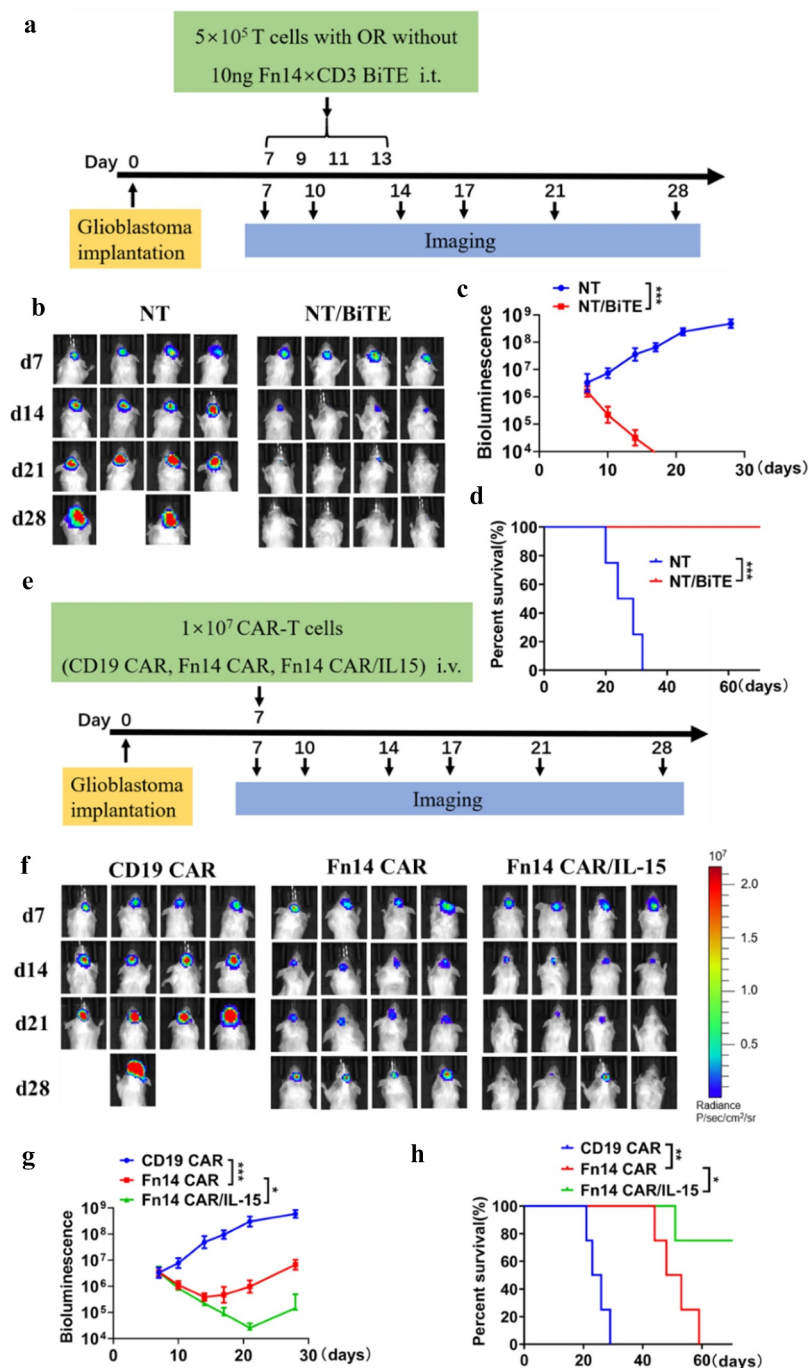 a
5×10⁵ T cells with OR without
10ng Fn14×CD3 BiTE i.t.
Day 0 7 9 11 13
7 10 14 17 21 28
Glioblastoma
implantation
Imaging
b
NT NT/BiTE
d7
d14
d21
d28
c
NT
NT/BiTE
***
Bioluminescence
10⁹
10⁸
10⁷
10⁶
10⁵
10⁴
0 10 20 30 (days)
d
Percent survival(%)
100
80
60
40
20
0
NT
NT/BiTE
***
0 20 40 60 (days)
e
1×10⁷ CAR-T cells
(CD19 CAR, Fn14 CAR, Fn14 CAR/IL15) i.v.
Day 0 7
7 10 14 17 21 28
Glioblastoma
implantation
Imaging
f
CD19 CAR Fn14 CAR Fn14 CAR/IL-15
d7
d14
d21
d28
10⁷
2.0
1.5
1.0
0.5
Radiance
P/sec/cm²/sr
g
CD19 CAR
Fn14 CAR
Fn14 CAR/IL-15
***
*
Bioluminescence
10⁹
10⁸
10⁷
10⁶
10⁵
10⁴
0 10 20 30 (days)
h
CD19 CAR
Fn14 CAR
Fn14 CAR/IL-15
**
*
Percent survival(%)
100
80
60
40
20
0
0 20 40 60 (days)